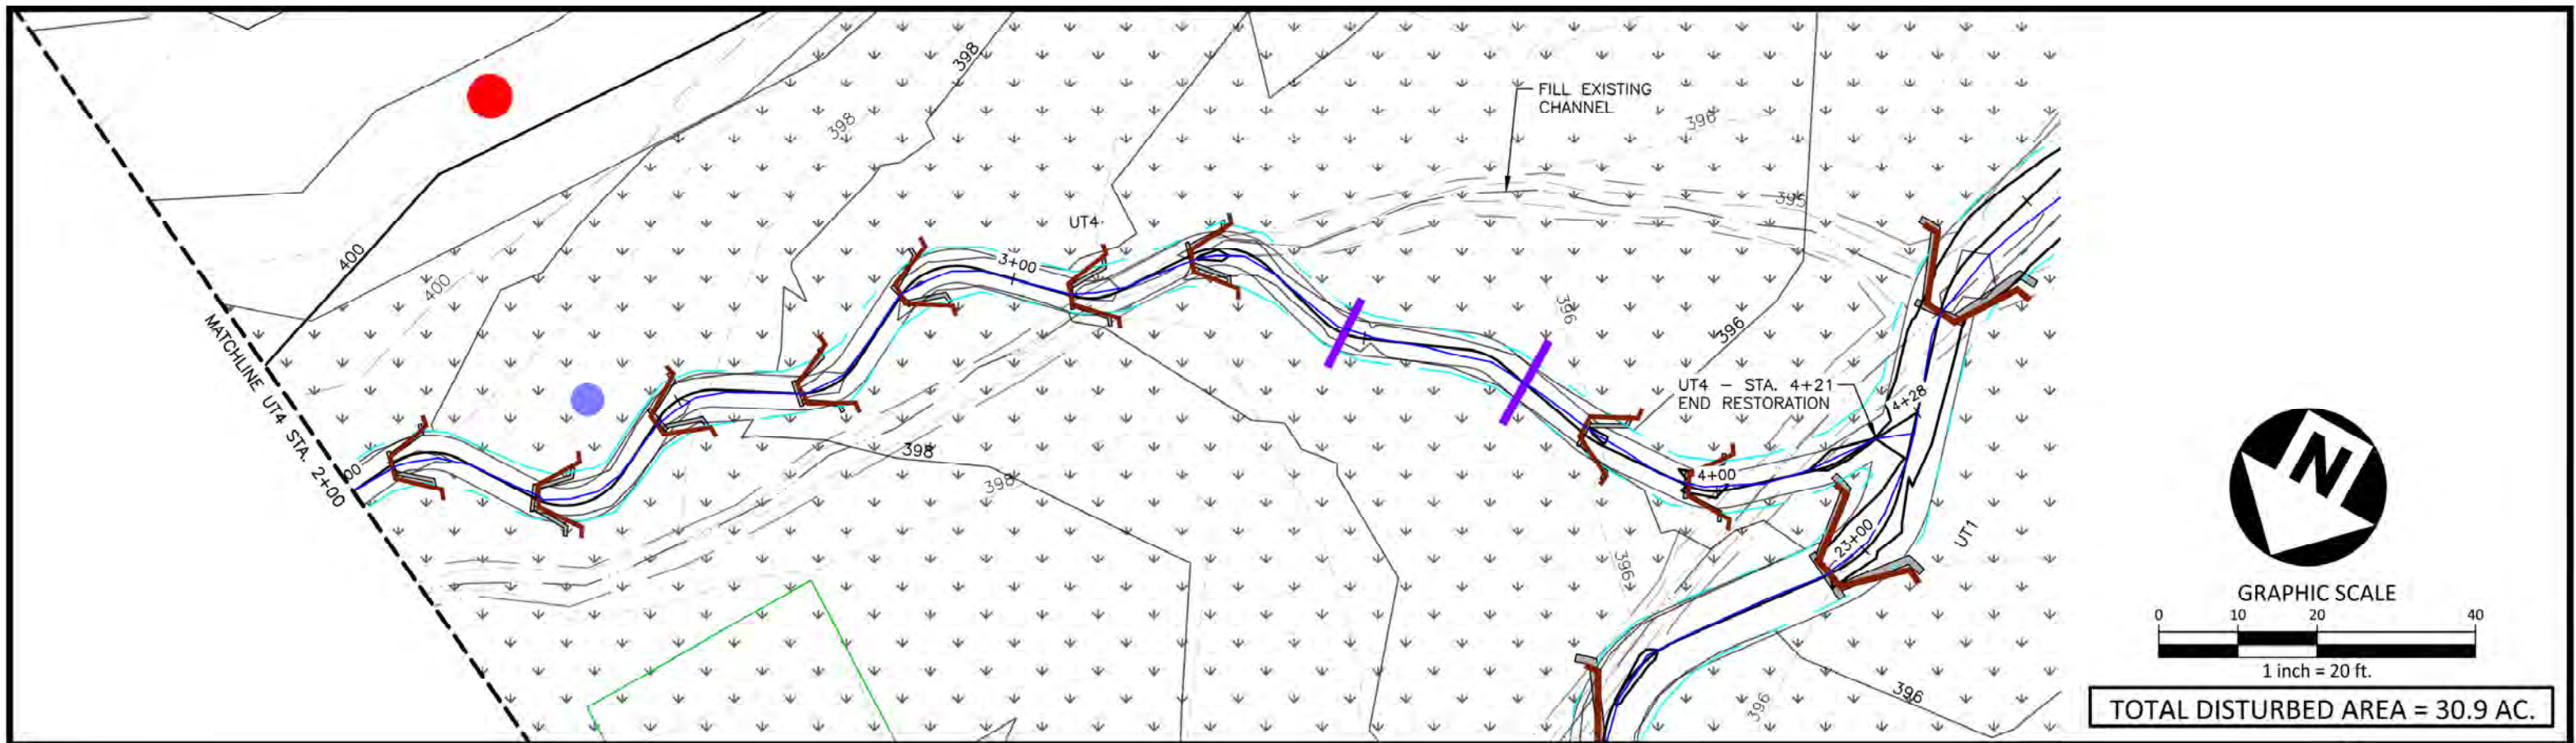 398
398
FILL EXISTING
CHANNEL
398
395
UT4
400
3+00
400
396
396
MATCHLINE UT4 STA. 2+00
UT4 – STA. 4+21
END RESTORATION
4+28
00
398
398
4+00
N
23+00
UT1
396
396
396
GRAPHIC SCALE
0 10 20 40
1 inch = 20 ft.
TOTAL DISTURBED AREA = 30.9 AC.